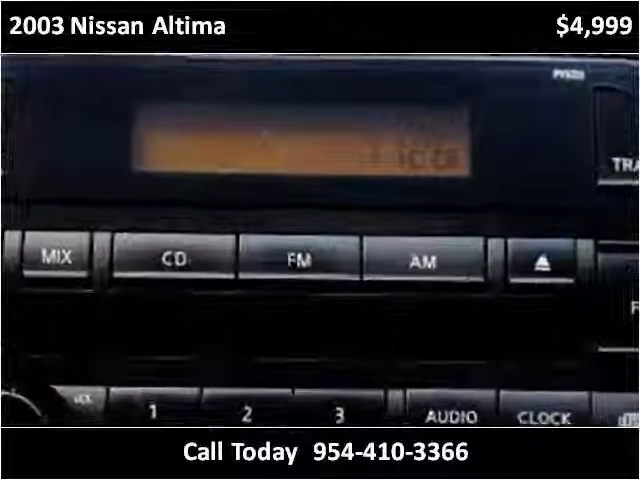 2003 Nissan Altima $4,999
MIX CD FM AM
1 2 3 AUDIO CLOCK
Call Today 954-410-3366